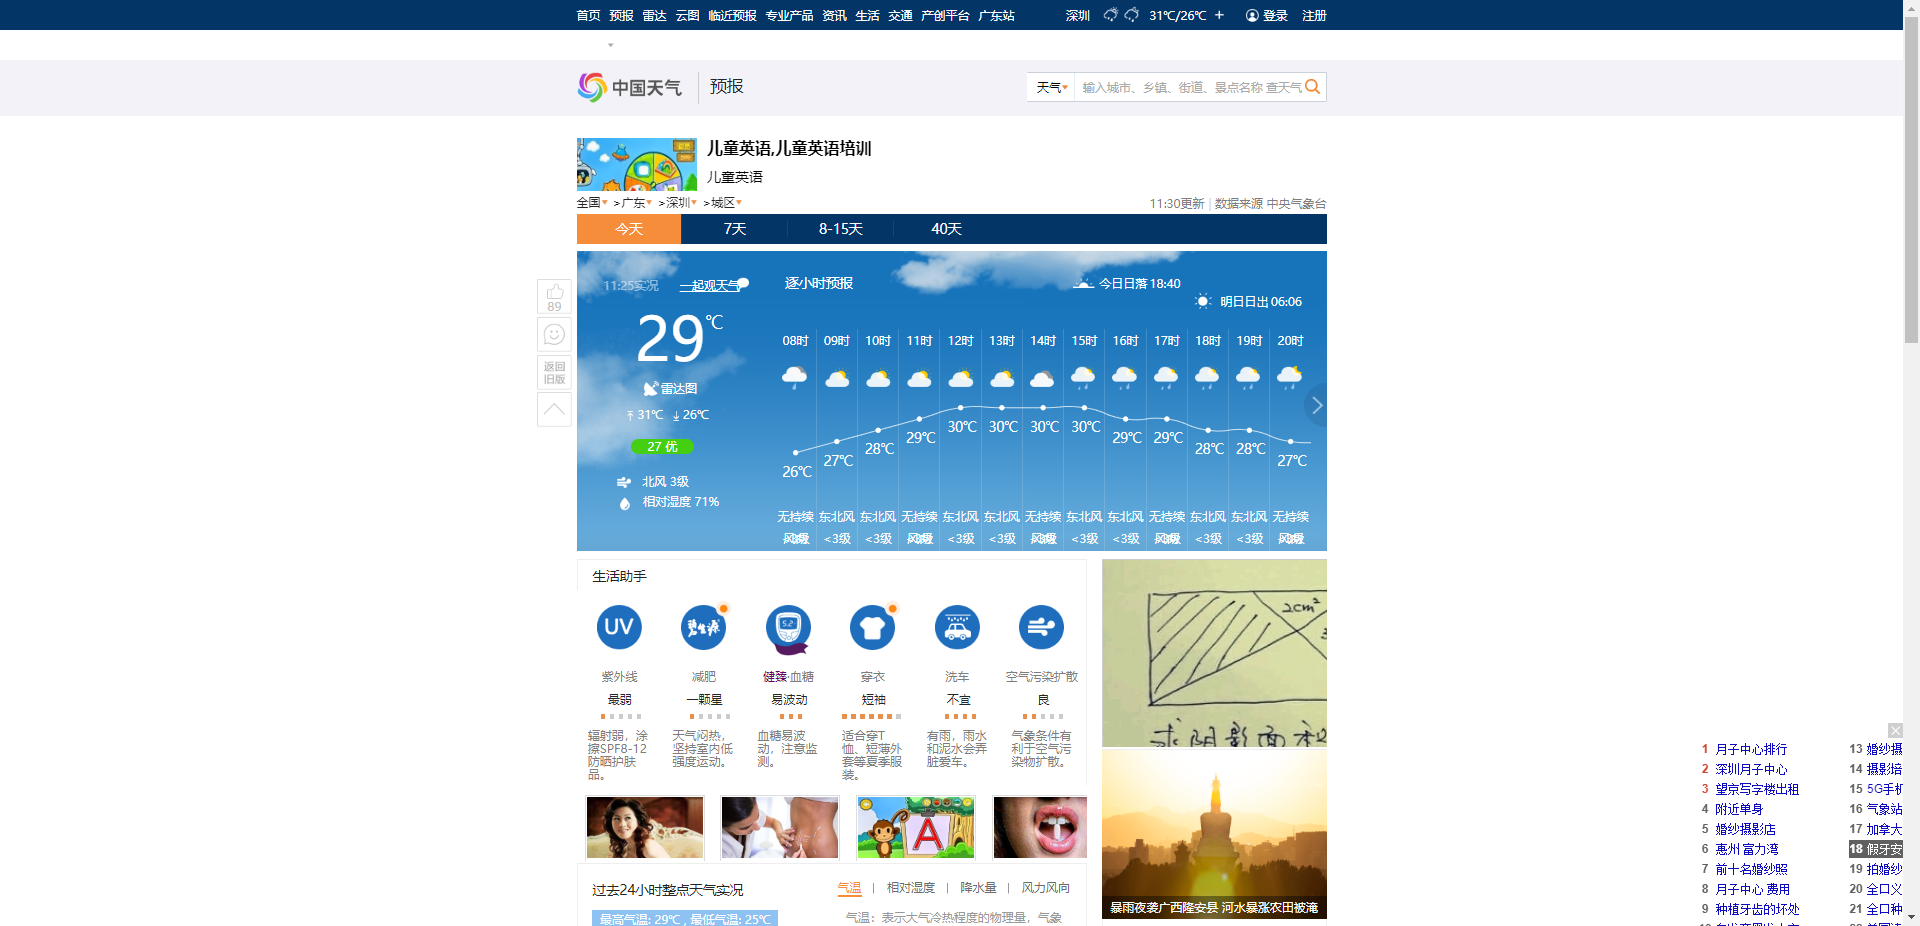 首页 预报 雷达 云图 临近预报 专业产品 资讯 生活 交通 产创平台 广东站 深圳 31℃/26℃ + 登录 注册
中国天气 预报 天气 输入城市、乡镇、街道、景点名称 查天气
儿童英语,儿童英语培训
儿童英语
全国 >广东 >深圳 >城区 11:30更新 | 数据来源 中央气象台
今天 7天 8-15天 40天
11:25实况 一起观天气 逐小时预报 今日日落 18:40
明日日出 06:06
29℃
08时 09时 10时 11时 12时 13时 14时 15时 16时 17时 18时 19时 20时
雷达图
31℃ 26℃
27 优
26℃ 27℃ 28℃ 29℃ 30℃ 30℃ 30℃ 30℃ 29℃ 29℃ 28℃ 28℃ 27℃
北风 3级
相对湿度 71%
无持续 东北风 东北风 无持续 东北风 东北风 无持续 东北风 东北风 无持续 东北风 东北风 无持续
<3级 <3级 <3级 <3级 <3级 <3级 <3级 <3级
89
返回
旧版
生活助手
UV 碧生源 5.2
紫外线 减肥 健臻·血糖 穿衣 洗车 空气污染扩散
最弱 一颗星 易波动 短袖 不宜 良
辐射弱，涂擦SPF8-12防晒护肤品。
天气闷热，坚持室内低强度运动。
血糖易波动，注意监测。
适合穿T恤、短薄外套等夏季服装。
有雨，雨水和泥水会弄脏爱车。
气象条件有利于空气污染物扩散。
A
过去24小时整点天气实况 气温 | 相对湿度 | 降水量 | 风力风向
最高气温: 29℃ , 最低气温: 25℃ 气温：表示大气冷热程度的物理量，气象
2cm²
求阴影面积
暴雨夜袭广西隆安县 河水暴涨农田被淹
1 月子中心排行
2 深圳月子中心
3 望京写字楼出租
4 附近单身
5 婚纱摄影店
6 惠州 富力湾
7 前十名婚纱照
8 月子中心 费用
9 种植牙齿的坏处
13 婚纱摄
14 摄影培
15 5G手机
16 气象站
17 加拿大
18 假牙安
19 拍婚纱
20 全口义
21 全口种